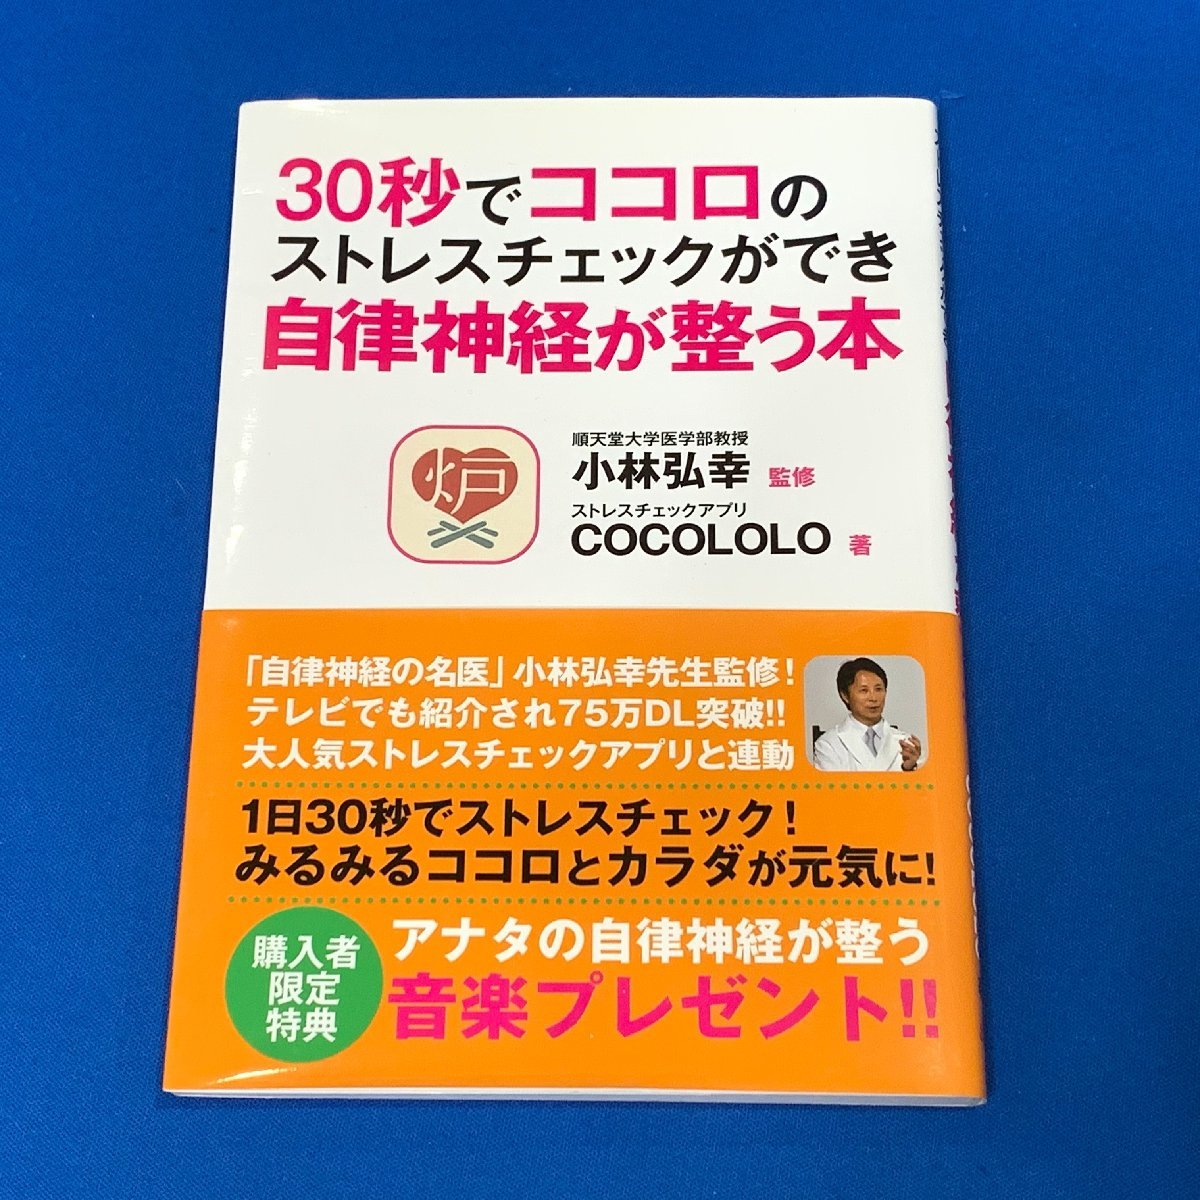 30秒でココロの
ストレスチェックができ
自律神経が整う本
炉
順天堂大学医学部教授
小林弘幸 監修
ストレスチェックアプリ
COCOLOLO 著
「自律神経の名医」小林弘幸先生監修!
テレビでも紹介され75万DL突破!!
大人気ストレスチェックアプリと連動
1日30秒でストレスチェック!
みるみるココロとカラダが元気に!
購入者
限定
特典
アナタの自律神経が整う
音楽プレゼント!!